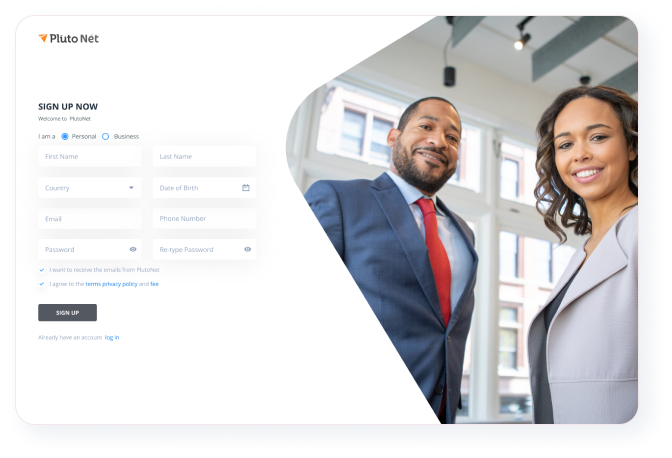 Pluto Net
SIGN UP NOW
Welcome to PlutoNet
I am a Personal Business
First Name Last Name
Country Date of Birth
Email Phone Number
Password Re-type Password
I want to receive the emails from PlutoNet
I agree to the terms privacy policy and fee
SIGN UP
Already have an account log in